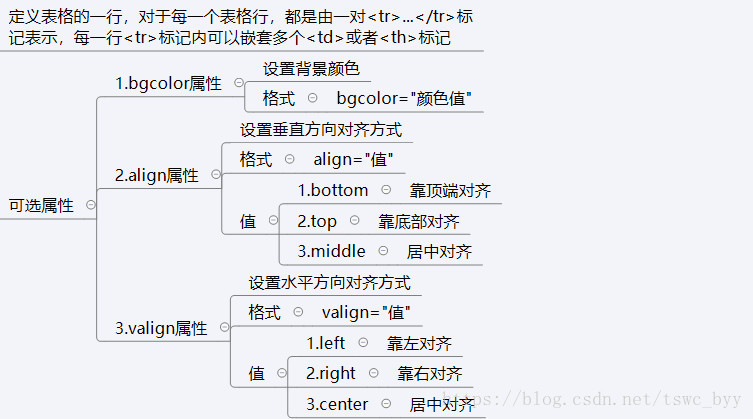 定义表格的一行，对于每一个表格行，都是由一对<tr>...</tr>标
记表示，每一行<tr>标记内可以嵌套多个<td>或者<th>标记
可选属性
1.bgcolor属性
设置背景颜色
格式 bgcolor="颜色值"
2.align属性
设置垂直方向对齐方式
格式 align="值"
值
1.bottom 靠顶端对齐
2.top 靠底部对齐
3.middle 居中对齐
3.valign属性
设置水平方向对齐方式
格式 valign="值"
值
1.left 靠左对齐
2.right 靠右对齐
3.center 居中对齐
https://blog.csdn.net/tswc_byy